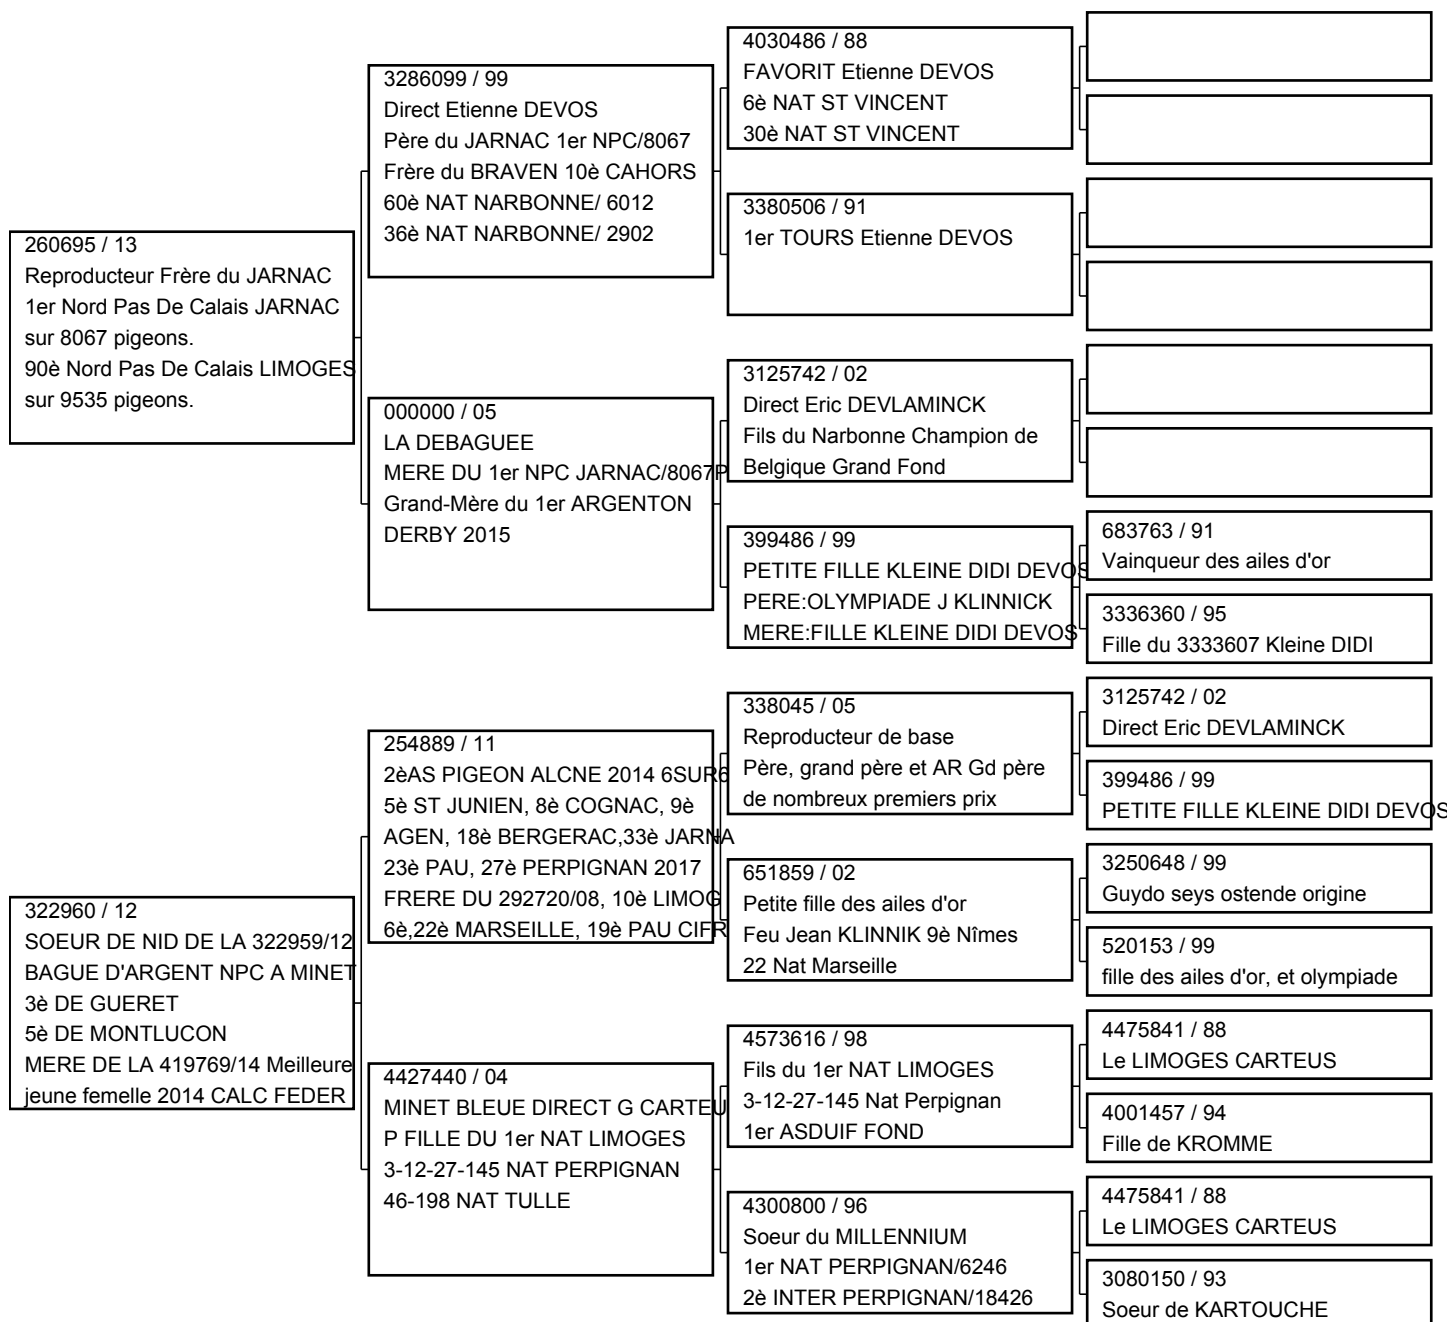 260695 / 13
Reproducteur Frère du JARNAC
1er Nord Pas De Calais JARNAC
sur 8067 pigeons.
90è Nord Pas De Calais LIMOGES
sur 9535 pigeons.
322960 / 12
SOEUR DE NID DE LA 322959/12
BAGUE D'ARGENT NPC A MINET
3è DE GUERET
5è DE MONTLUCON
MERE DE LA 419769/14 Meilleure
jeune femelle 2014 CALC FEDER
3286099 / 99
Direct Etienne DEVOS
Père du JARNAC 1er NPC/8067
Frère du BRAVEN 10è CAHORS
60è NAT NARBONNE/ 6012
36è NAT NARBONNE/ 2902
000000 / 05
LA DEBAGUEE
MERE DU 1er NPC JARNAC/8067P
Grand-Mère du 1er ARGENTON
DERBY 2015
254889 / 11
2èAS PIGEON ALCNE 2014 6SUR6
5è ST JUNIEN, 8è COGNAC, 9è
AGEN, 18è BERGERAC,33è JARNA
23è PAU, 27è PERPIGNAN 2017
FRERE DU 292720/08, 10è LIMOG
6è,22è MARSEILLE, 19è PAU CIFR
4427440 / 04
MINET BLEUE DIRECT G CARTEU
P FILLE DU 1er NAT LIMOGES
3-12-27-145 NAT PERPIGNAN
46-198 NAT TULLE
4030486 / 88
FAVORIT Etienne DEVOS
6è NAT ST VINCENT
30è NAT ST VINCENT
3380506 / 91
1er TOURS Etienne DEVOS
3125742 / 02
Direct Eric DEVLAMINCK
Fils du Narbonne Champion de
Belgique Grand Fond
399486 / 99
PETITE FILLE KLEINE DIDI DEVOS
PERE:OLYMPIADE J KLINNICK
MERE:FILLE KLEINE DIDI DEVOS
338045 / 05
Reproducteur de base
Père, grand père et AR Gd père
de nombreux premiers prix
651859 / 02
Petite fille des ailes d'or
Feu Jean KLINNIK 9è Nîmes
22 Nat Marseille
4573616 / 98
Fils du 1er NAT LIMOGES
3-12-27-145 Nat Perpignan
1er ASDUIF FOND
4300800 / 96
Soeur du MILLENNIUM
1er NAT PERPIGNAN/6246
2è INTER PERPIGNAN/18426
683763 / 91
Vainqueur des ailes d'or
3336360 / 95
Fille du 3333607 Kleine DIDI
3125742 / 02
Direct Eric DEVLAMINCK
399486 / 99
PETITE FILLE KLEINE DIDI DEVOS
3250648 / 99
Guydo seys ostende origine
520153 / 99
fille des ailes d'or, et olympiade
4475841 / 88
Le LIMOGES CARTEUS
4001457 / 94
Fille de KROMME
4475841 / 88
Le LIMOGES CARTEUS
3080150 / 93
Soeur de KARTOUCHE